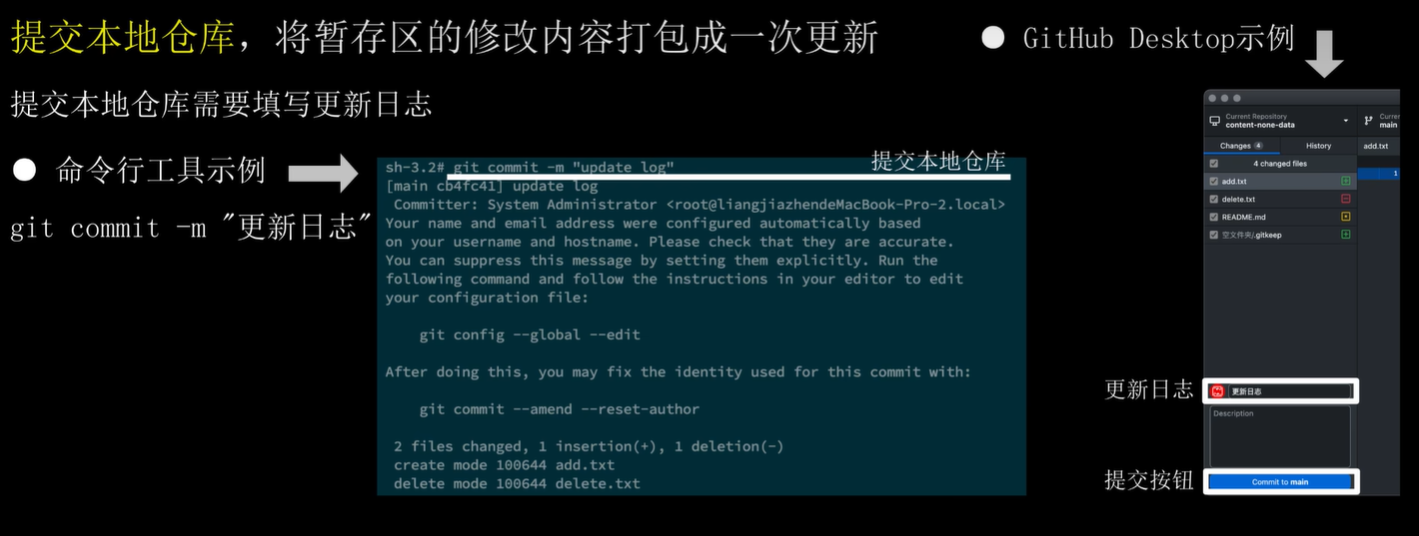 提交本地仓库，将暂存区的修改内容打包成一次更新
● GitHub Desktop示例
提交本地仓库需要填写更新日志
● 命令行工具示例
git commit -m "更新日志"
提交本地仓库
sh-3.2# git commit -m "update log"
[main cb4fc41] update log
Committer: System Administrator <root@liangjiazhendeMacBook-Pro-2.local>
Your name and email address were configured automatically based
on your username and hostname. Please check that they are accurate.
You can suppress this message by setting them explicitly. Run the
following command and follow the instructions in your editor to edit
your configuration file:
git config --global --edit
After doing this, you may fix the identity used for this commit with:
git commit --amend --reset-author
2 files changed, 1 insertion(+), 1 deletion(-)
create mode 100644 add.txt
delete mode 100644 delete.txt
Current Repository
content-none-data
Curren
main
Changes 4
History
add.txt
4 changed files
1
add.txt
delete.txt
README.md
空文件夹/.gitkeep
更新日志
更新日志
Description
提交按钮
Commit to main